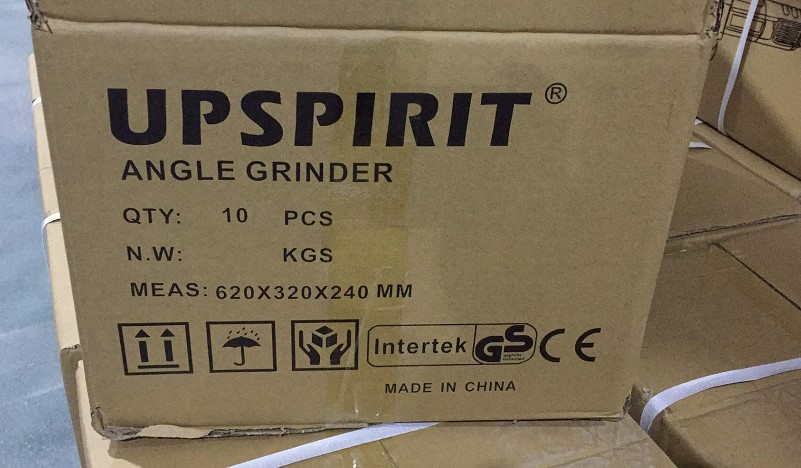 UPSPIRIT®
ANGLE GRINDER
QTY: 10 PCS
N.W: KGS
MEAS: 620X320X240 MM
Intertek GS CE
MADE IN CHINA